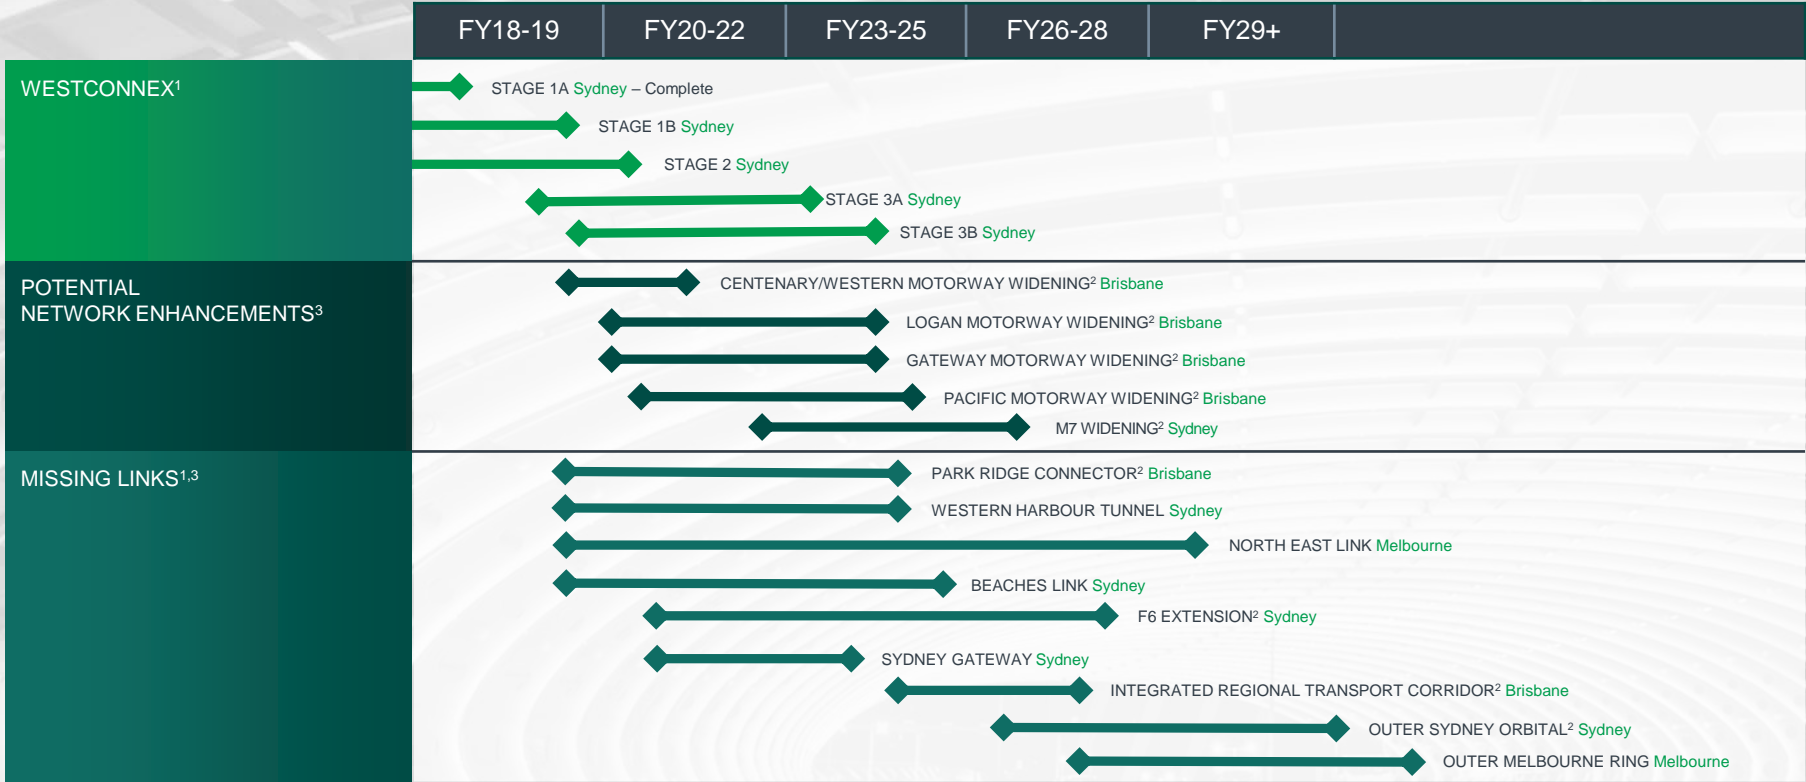 FY18-19 FY20-22 FY23-25 FY26-28 FY29+
WESTCONNEX¹
STAGE 1A Sydney – Complete
STAGE 1B Sydney
STAGE 2 Sydney
STAGE 3A Sydney
STAGE 3B Sydney
POTENTIAL
NETWORK ENHANCEMENTS³
CENTENARY/WESTERN MOTORWAY WIDENING² Brisbane
LOGAN MOTORWAY WIDENING² Brisbane
GATEWAY MOTORWAY WIDENING² Brisbane
PACIFIC MOTORWAY WIDENING² Brisbane
M7 WIDENING² Sydney
MISSING LINKS¹,³
PARK RIDGE CONNECTOR² Brisbane
WESTERN HARBOUR TUNNEL Sydney
NORTH EAST LINK Melbourne
BEACHES LINK Sydney
F6 EXTENSION² Sydney
SYDNEY GATEWAY Sydney
INTEGRATED REGIONAL TRANSPORT CORRIDOR² Brisbane
OUTER SYDNEY ORBITAL² Sydney
OUTER MELBOURNE RING Melbourne